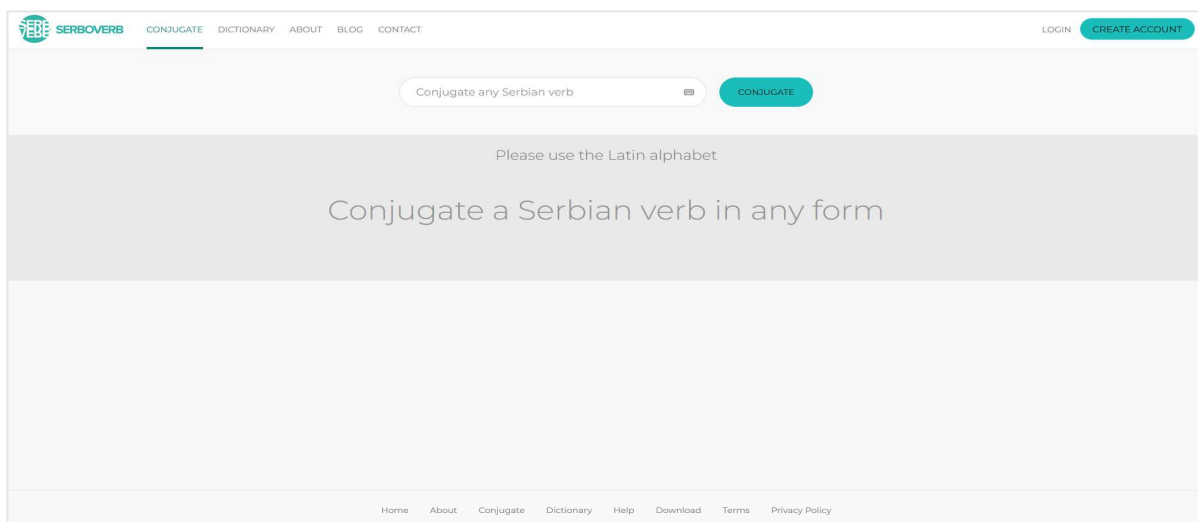 SERBOVERB CONJUGATE DICTIONARY ABOUT BLOG CONTACT LOGIN CREATE ACCOUNT
Conjugate any Serbian verb CONJUGATE
Please use the Latin alphabet
Conjugate a Serbian verb in any form
Home About Conjugate Dictionary Help Download Terms Privacy Policy